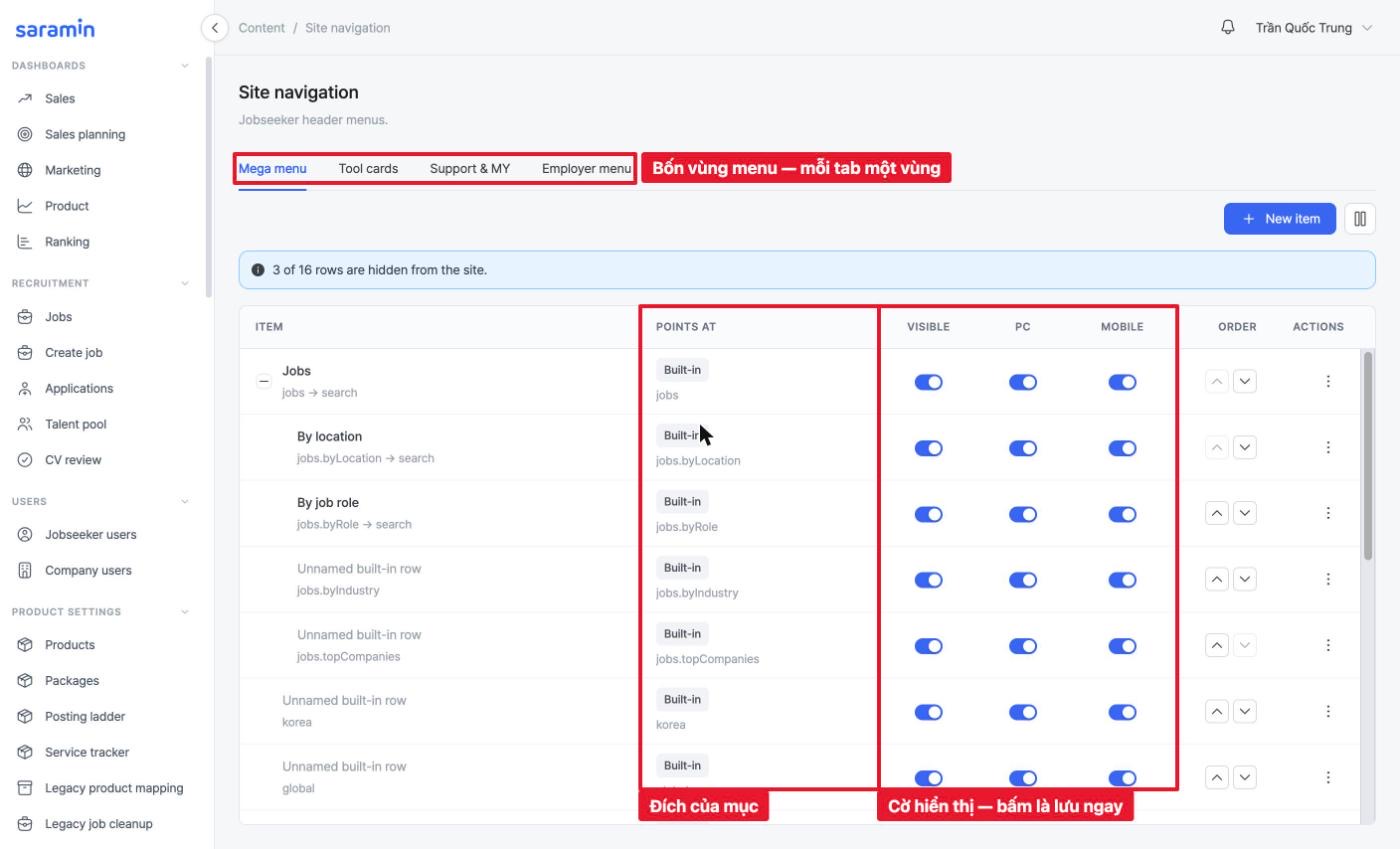 saramin
Content / Site navigation
Trần Quốc Trung
DASHBOARDS
Sales
Sales planning
Marketing
Product
Ranking
RECRUITMENT
Jobs
Create job
Applications
Talent pool
CV review
USERS
Jobseeker users
Company users
PRODUCT SETTINGS
Products
Packages
Posting ladder
Service tracker
Legacy product mapping
Legacy job cleanup
Site navigation
Jobseeker header menus.
Mega menu Tool cards Support & MY Employer menu
Bốn vùng menu — mỗi tab một vùng
New item
3 of 16 rows are hidden from the site.
ITEM POINTS AT VISIBLE PC MOBILE ORDER ACTIONS
Jobs
jobs → search
Built-in
jobs
By location
jobs.byLocation → search
Built-in
jobs.byLocation
By job role
jobs.byRole → search
Built-in
jobs.byRole
Unnamed built-in row
jobs.byIndustry
Built-in
jobs.byIndustry
Unnamed built-in row
jobs.topCompanies
Built-in
jobs.topCompanies
Unnamed built-in row
korea
Built-in
korea
Unnamed built-in row
global
Built-in
Đích của mục
Cờ hiển thị — bấm là lưu ngay